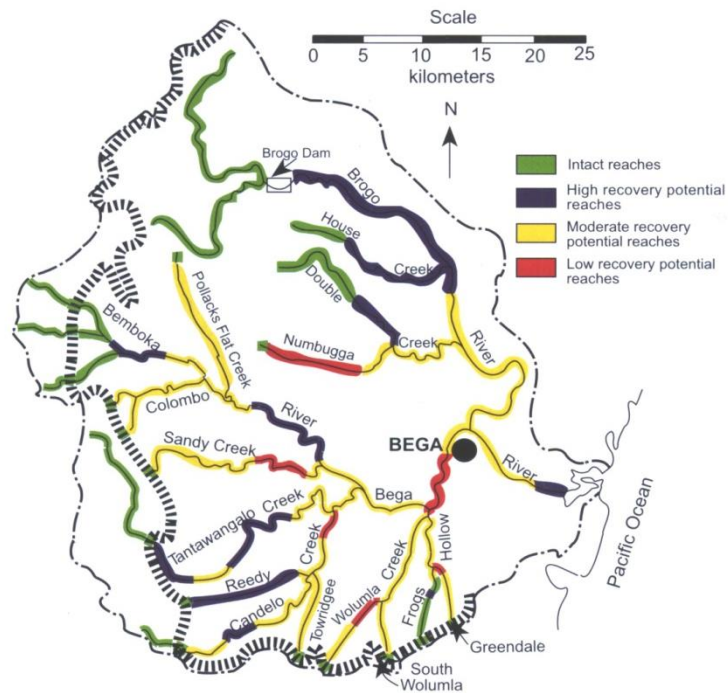 Scale
0 5 10 15 20 25
kilometers
N
Brogo Dam
Intact reaches
High recovery potential
reaches
Moderate recovery
potential reaches
Low recovery potential
reaches
Brogo
House
Creek
Double
Creek
River
Numbugga
Pollacks Flat Creek
Bemboka
Colombo
River
Sandy Creek
BEGA
River
Bega
Tantawangalo Creek
Creek
Reedy
Candelo
Towridgee
Wolumla
Creek
Hollow
Frogs
Greendale
South
Wolumla
Pacific Ocean